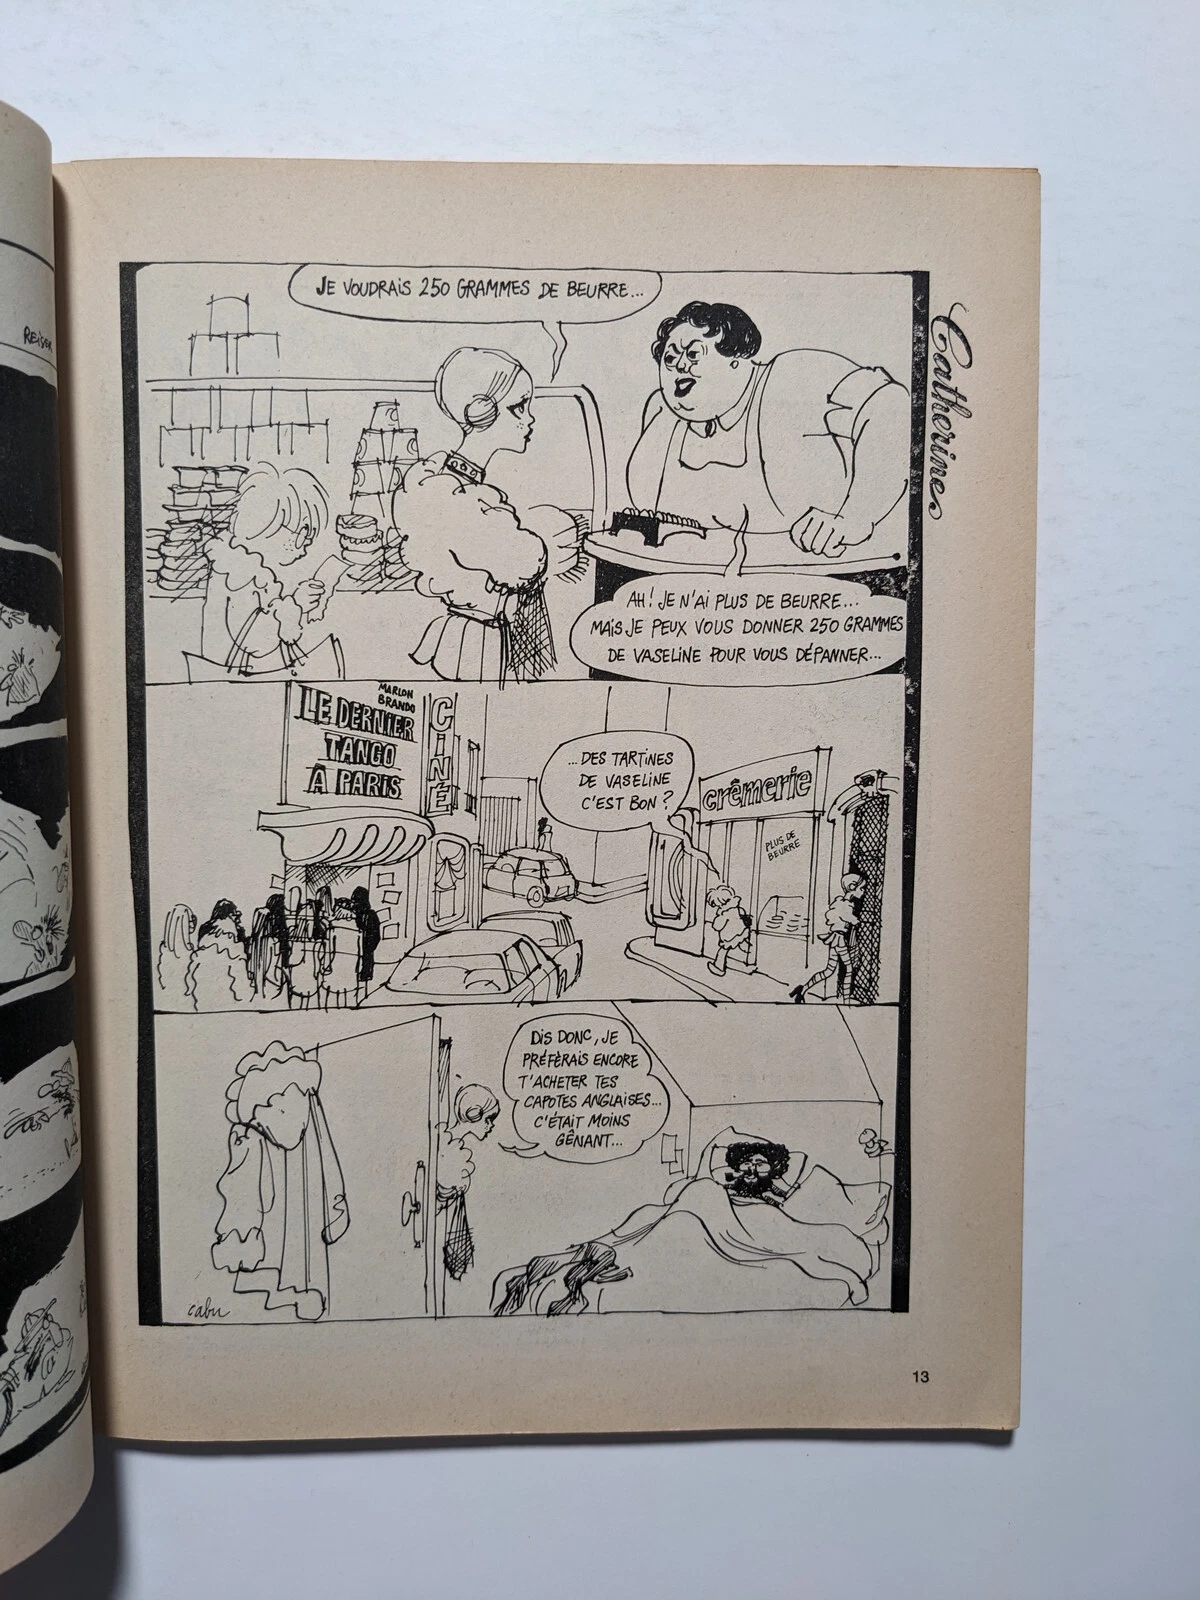 REISER
Catherine
JE VOUDRAIS 250 GRAMMES DE BEURRE...
AH! JE N'AI PLUS DE BEURRE...
MAIS JE PEUX VOUS DONNER 250 GRAMMES
DE VASELINE POUR VOUS DÉPANNER...
MARLON
BRANDO
LE DERNIER
TANGO
À PARIS
CINÉ
...DES TARTINES
DE VASELINE
C'EST BON ?
crêmerie
PLUS DE
BEURRE
DIS DONC, JE
PRÉFÈRAIS ENCORE
T'ACHETER TES
CAPOTES ANGLAISES...
C'ÉTAIT MOINS
GÊNANT...
cabu
13